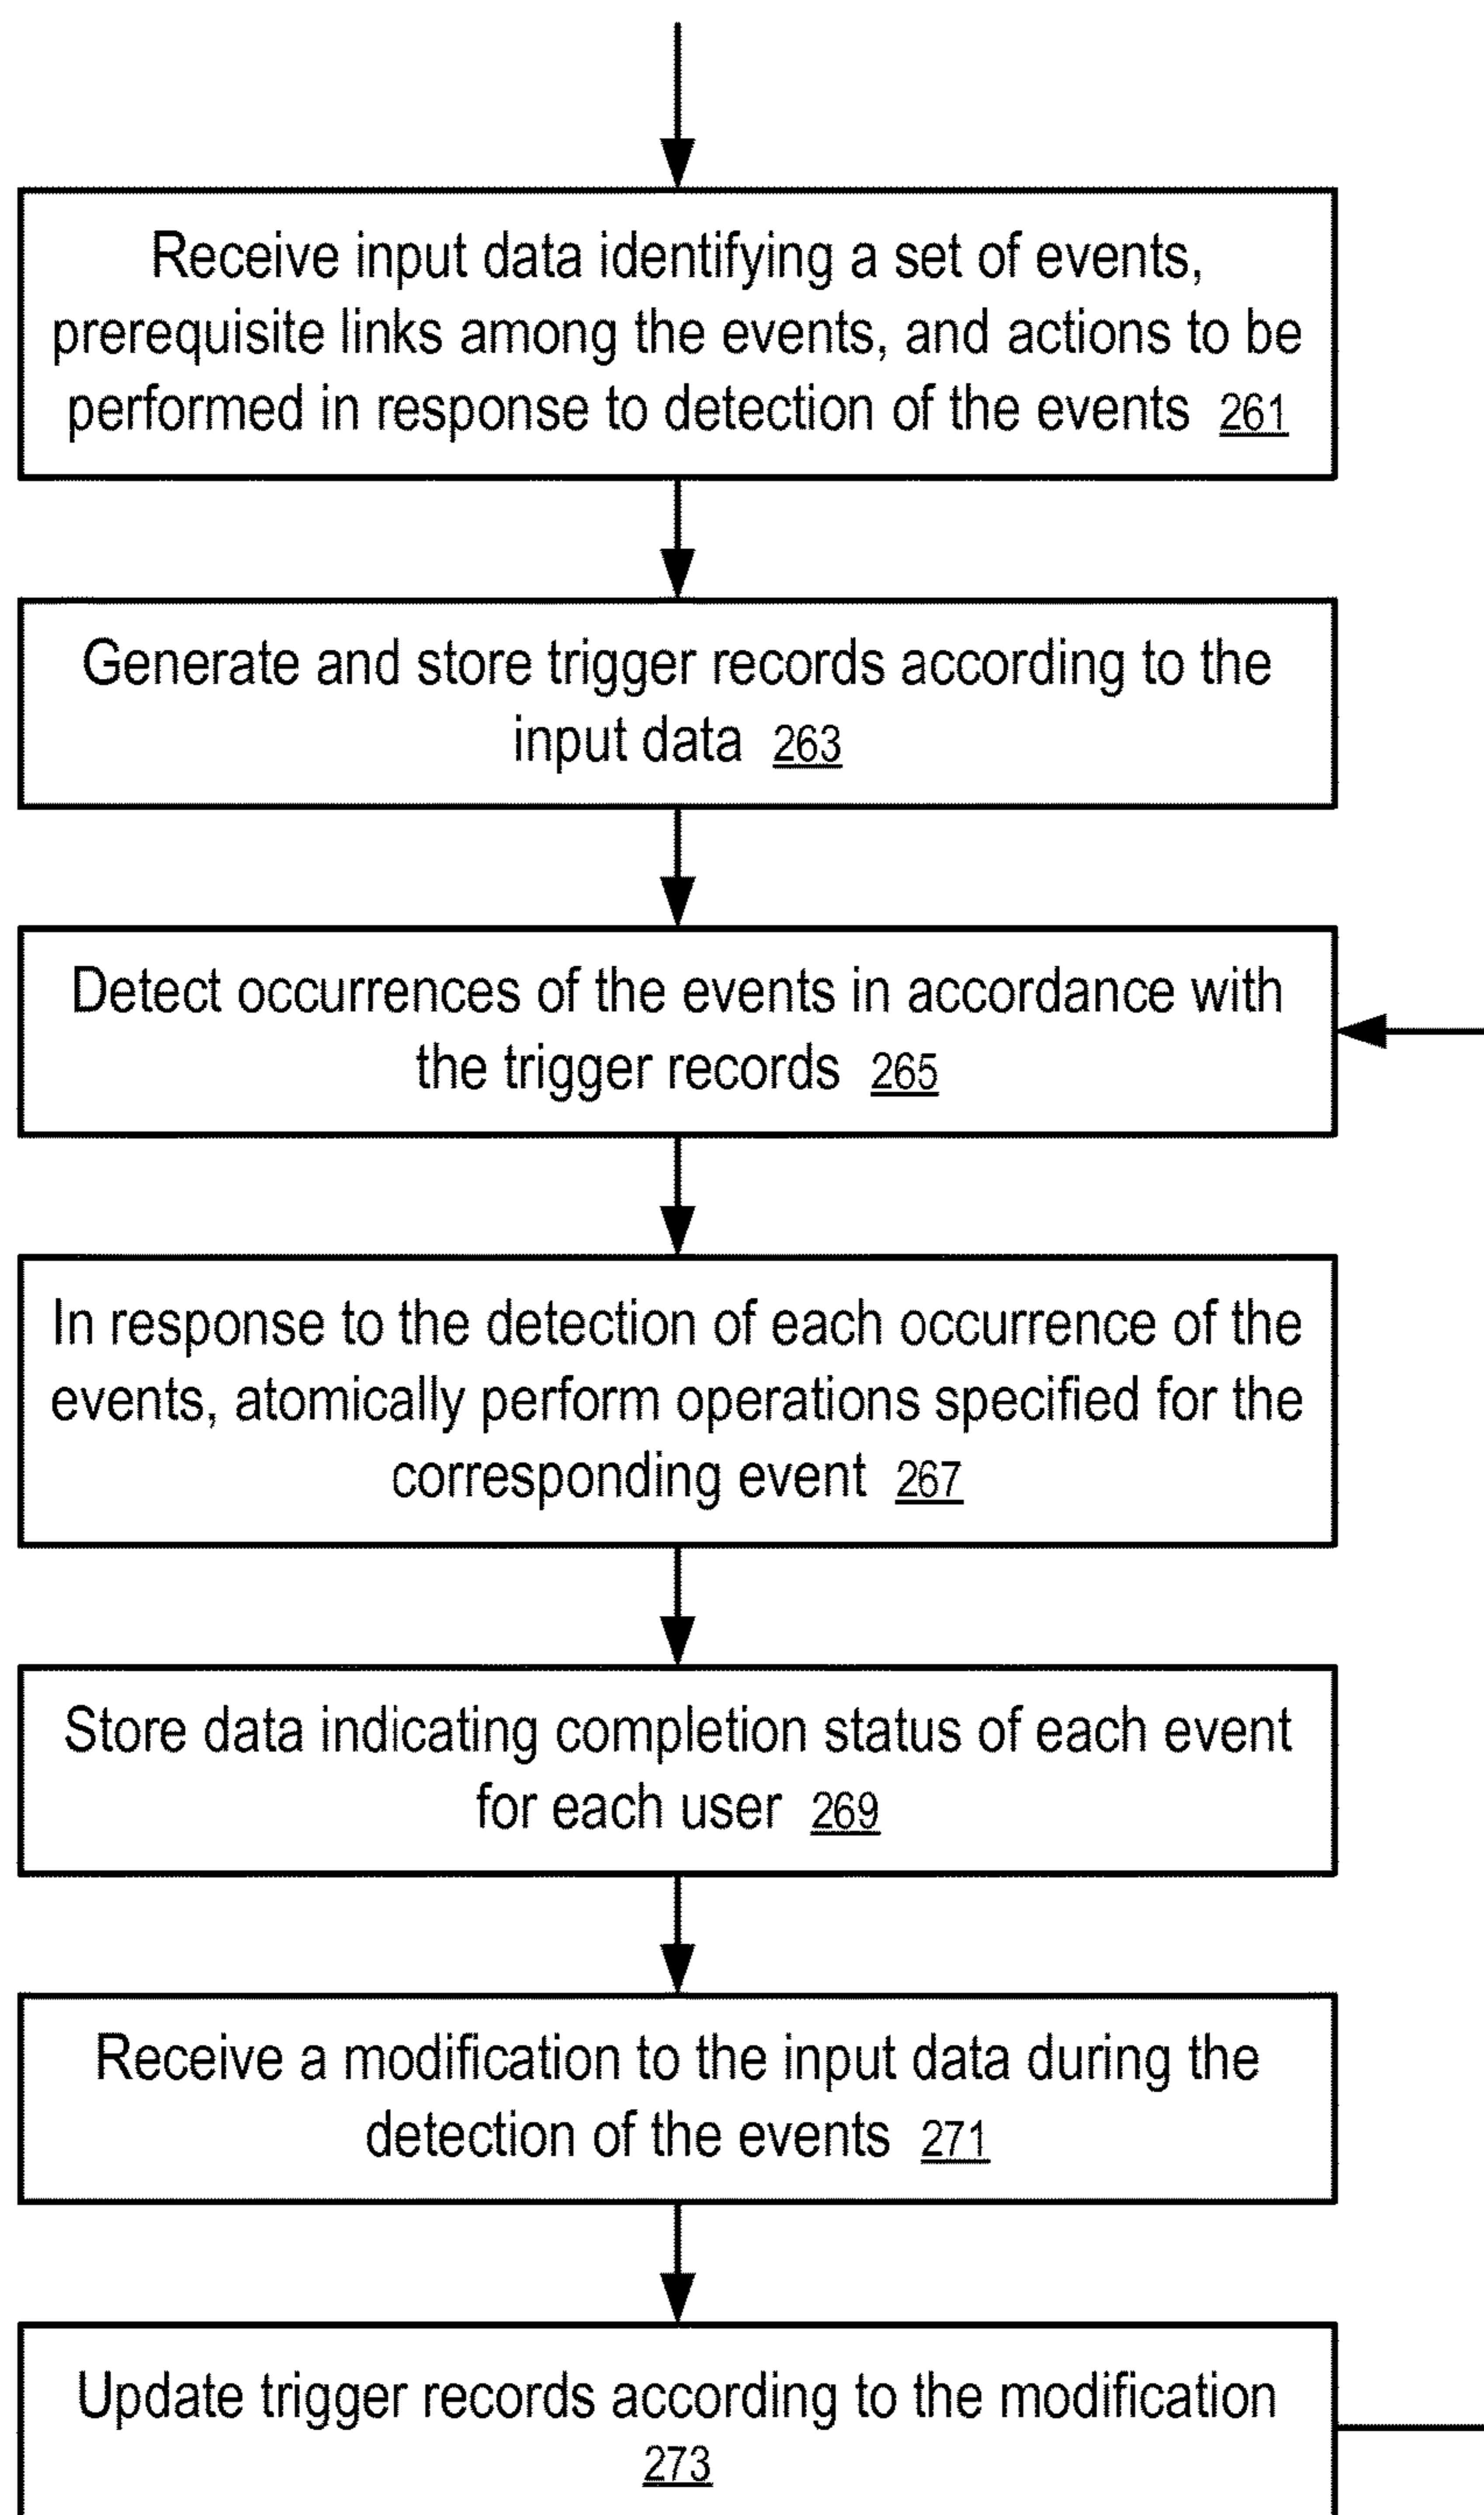 Receive input data identifying a set of events,
prerequisite links among the events, and actions to be
performed in response to detection of the events 261
Generate and store trigger records according to the
input data 263
Detect occurrences of the events in accordance with
the trigger records 265
In response to the detection of each occurrence of the
events, atomically perform operations specified for the
corresponding event 267
Store data indicating completion status of each event
for each user 269
Receive a modification to the input data during the
detection of the events 271
Update trigger records according to the modification
273